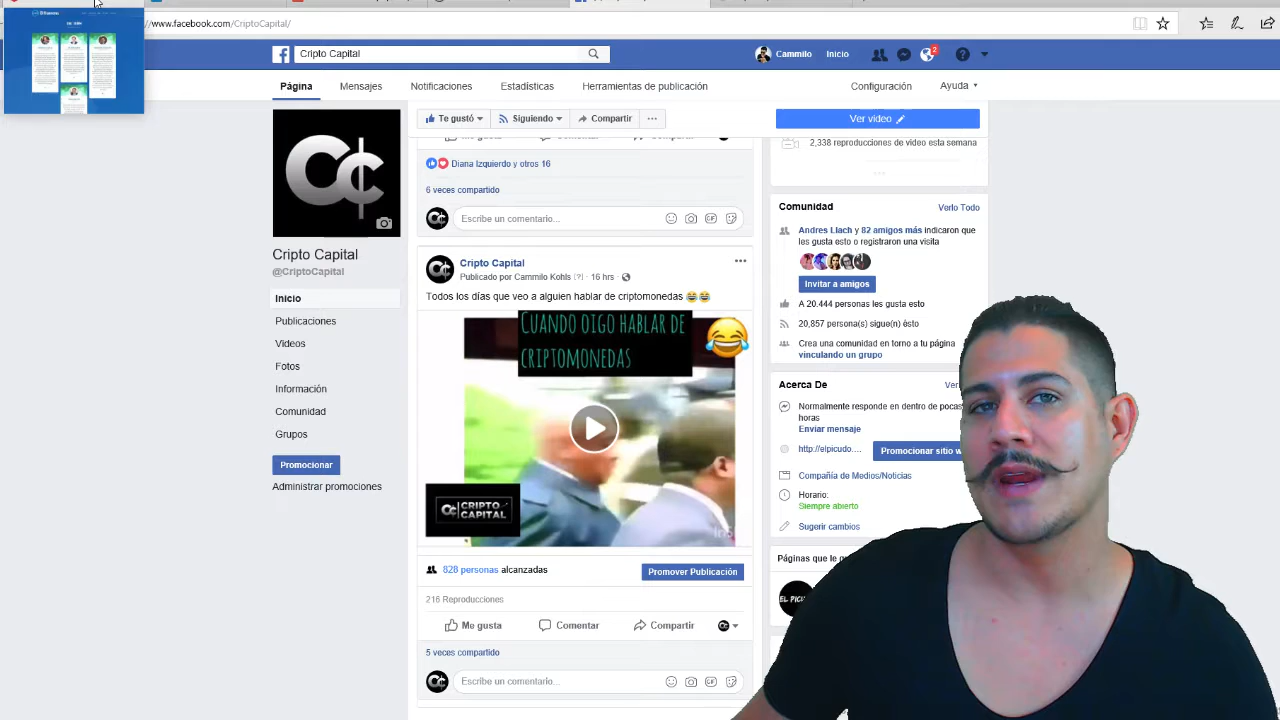 //www.facebook.com/CriptoCapital/
Cripto Capital
Cammilo
Inicio
2
Página
Mensajes
Notificaciones
Estadísticas
Herramientas de publicación
Configuración
Ayuda
Te gustó
Siguiendo
Compartir
Ver video
2,338 reproducciones de video esta semana
Diana Izquierdo y otros 16
6 veces compartido
Escribe un comentario...
Cripto Capital
@CriptoCapital
Inicio
Publicaciones
Videos
Fotos
Información
Comunidad
Grupos
Promocionar
Administrar promociones
Cripto Capital
Publicado por Cammilo Kohls [?] · 16 hrs ·
Todos los días que veo a alguien hablar de criptomonedas 😂😂
CUANDO OIGO HABLAR DE
CRIPTOMONEDAS
CRIPTO
CAPITAL
828 personas alcanzadas
Promover Publicación
216 Reproducciones
Me gusta
Comentar
Compartir
5 veces compartido
Escribe un comentario...
Comunidad
Verlo Todo
Andres Llach y 82 amigos más indicaron que
les gusta esto o registraron una visita
Invitar a amigos
A 20.444 personas les gusta esto
20,857 persona(s) sigue(n) ésto
Crea una comunidad en torno a tu página
vinculando un grupo
Acerca De
Ver
Normalmente responde en dentro de pocas
horas
Enviar mensaje
http://elpicudo....
Promocionar sitio w
Compañía de Medios/Noticias
Horario:
Siempre abierto
Sugerir cambios
Páginas que le g